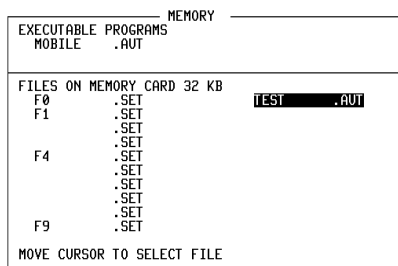 MEMORY
EXECUTABLE PROGRAMS
MOBILE .AUT
FILES ON MEMORY CARD 32 KB
F0 .SET TEST .AUT
F1 .SET
.SET
.SET
F4 .SET
.SET
.SET
.SET
.SET
F9 .SET
MOVE CURSOR TO SELECT FILE